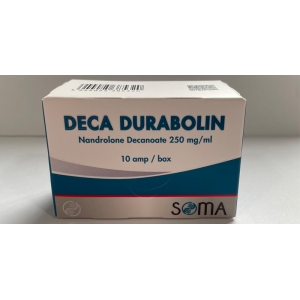 DECA DURABOLIN
Nandrolone Decanoate 250 mg/ml
10 amp / box
SOMA